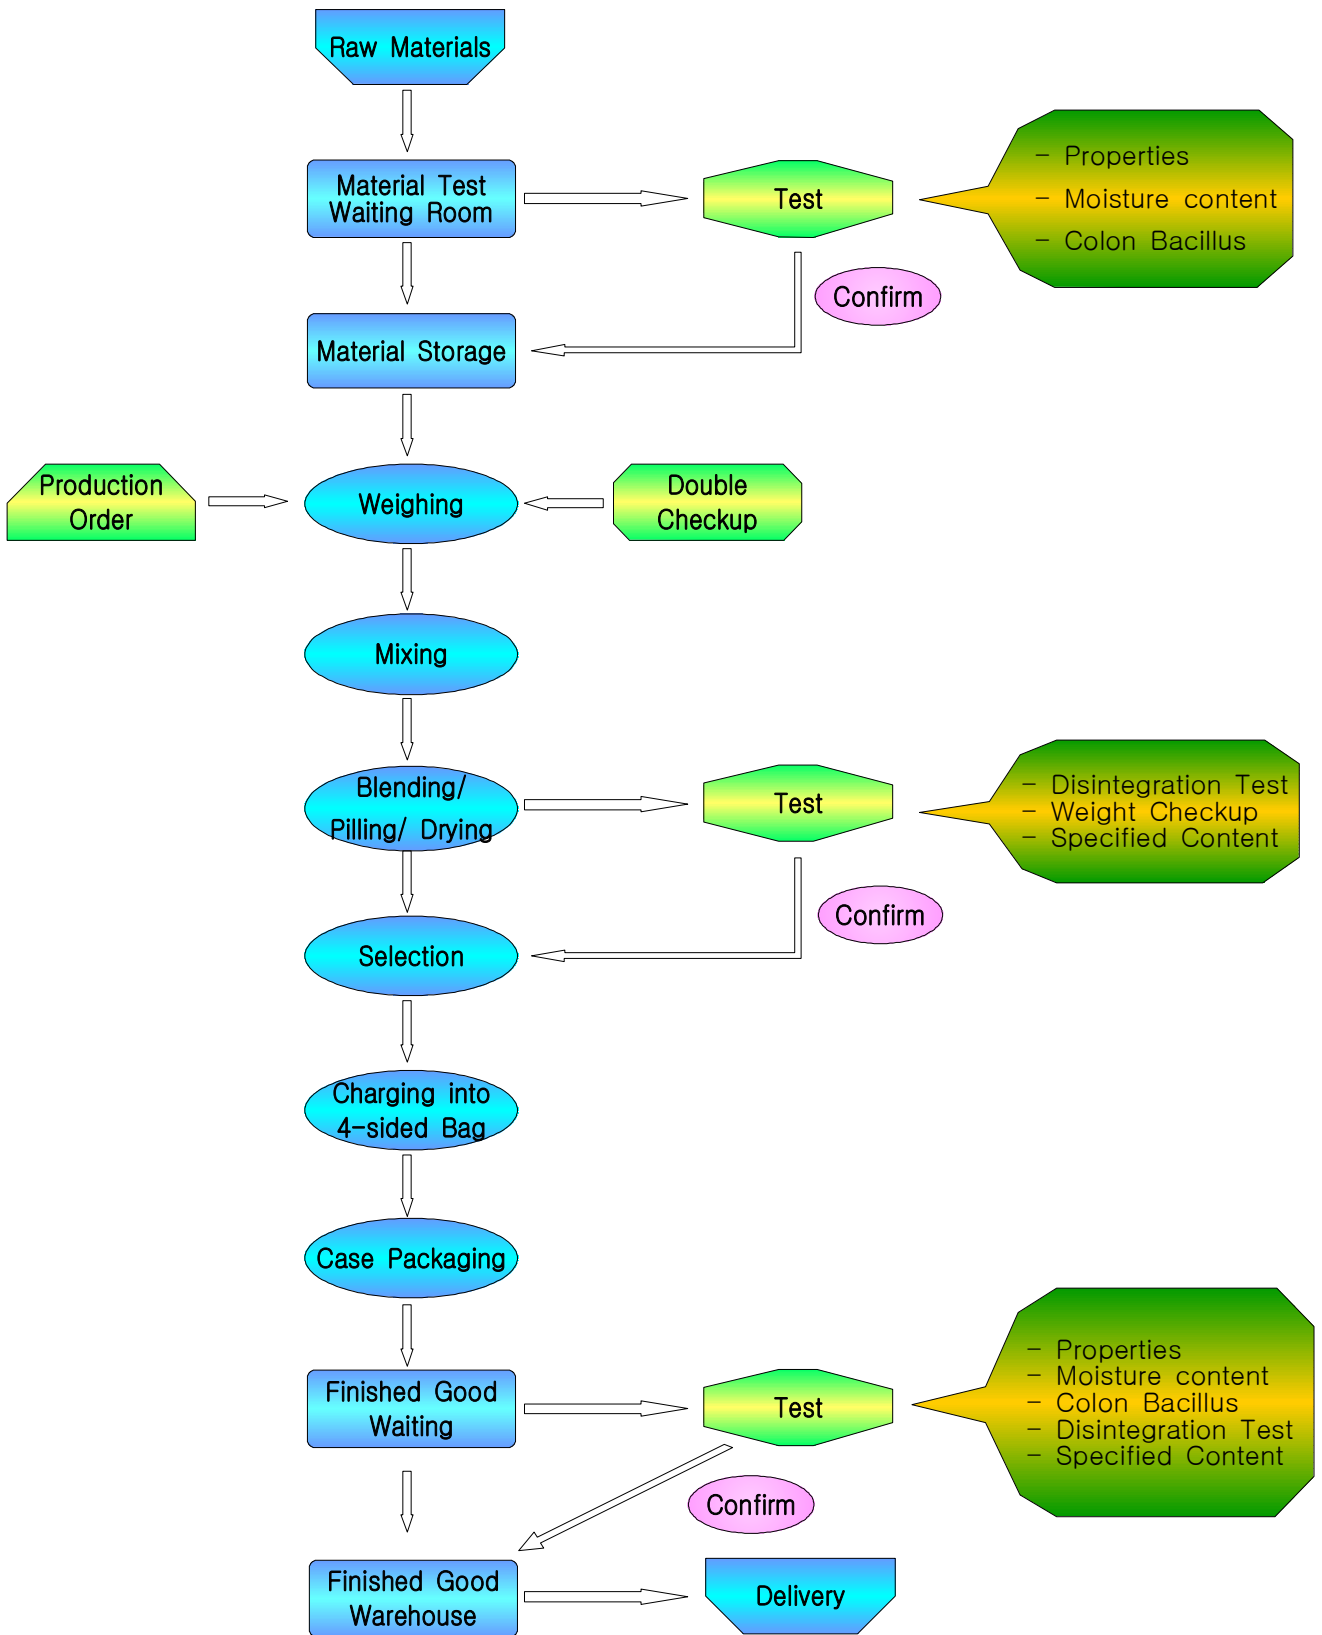 Raw Materials
Material Test
Waiting Room
Test
- Properties
- Moisture content
- Colon Bacillus
Confirm
Material Storage
Production
Order
Weighing
Double
Checkup
Mixing
Blending/
Pilling/ Drying
Test
- Disintegration Test
- Weight Checkup
- Specified Content
Confirm
Selection
Charging into
4-sided Bag
Case Packaging
Finished Good
Waiting
Test
- Properties
- Moisture content
- Colon Bacillus
- Disintegration Test
- Specified Content
Confirm
Finished Good
Warehouse
Delivery